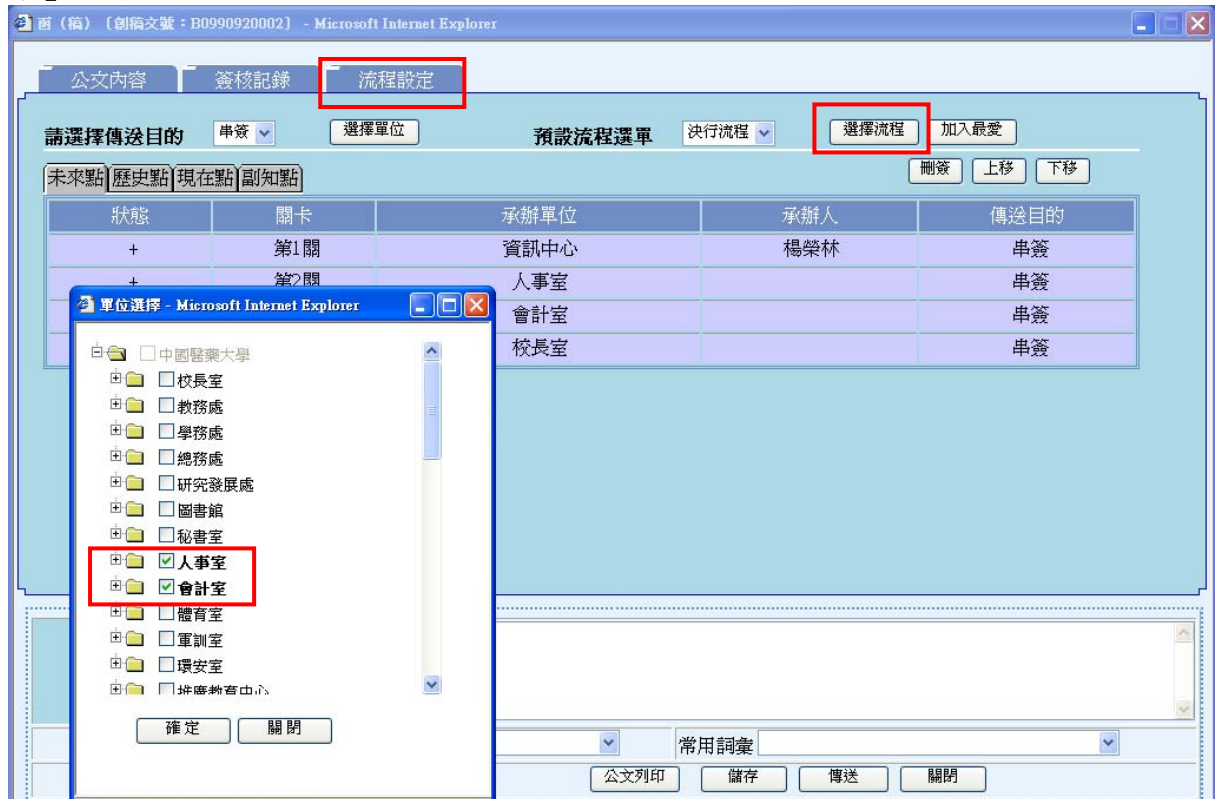 函（稿）〔創稿文號：B0990920002〕 - Microsoft Internet Explorer
公文內容 簽核記錄 流程設定
請選擇傳送目的 串簽 選擇單位 預設流程選單 決行流程 選擇流程 加入最愛
未來點 歷史點 現在點 副知點 刪簽 上移 下移
狀態 關卡 承辦單位 承辦人 傳送目的
+ 第1關 資訊中心 楊榮林 串簽
+ 第2關 人事室 串簽
會計室 串簽
校長室 串簽
單位選擇 - Microsoft Internet Explorer
中國醫藥大學
校長室
教務處
學務處
總務處
研究發展處
圖書館
秘書室
人事室
會計室
體育室
軍訓室
環安室
推廣教育中心
確定 關閉
常用詞彙
公文列印 儲存 傳送 關閉